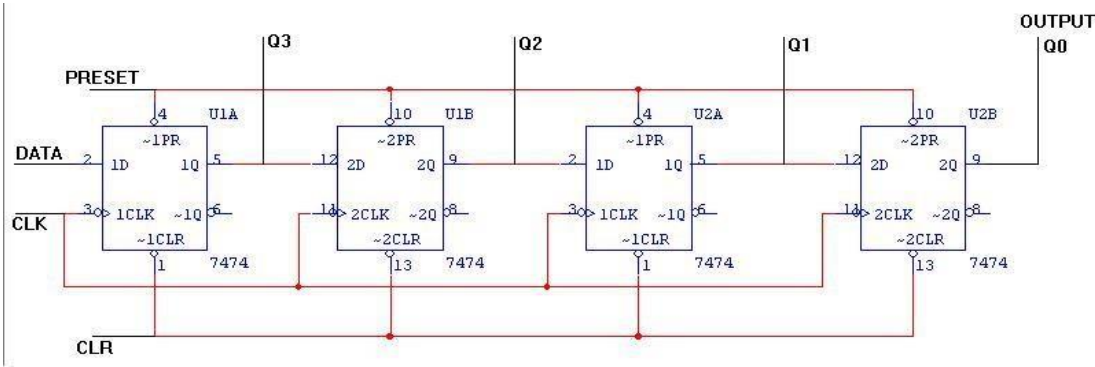 OUTPUT
Q3 Q2 Q1 Q0
PRESET
4 U1A 10 U1B 4 U2A 10 U2B
~1PR ~2PR ~1PR ~2PR
DATA
2 1D 1Q 5 12 2D 2Q 9 2 1D 1Q 5 12 2D 2Q 9
3 1CLK ~1Q 6 11 2CLK ~2Q 8 3 1CLK ~1Q 6 11 2CLK ~2Q 8
CLK
~1CLR ~2CLR ~1CLR ~2CLR
1 7474 13 7474 1 7474 13 7474
CLR